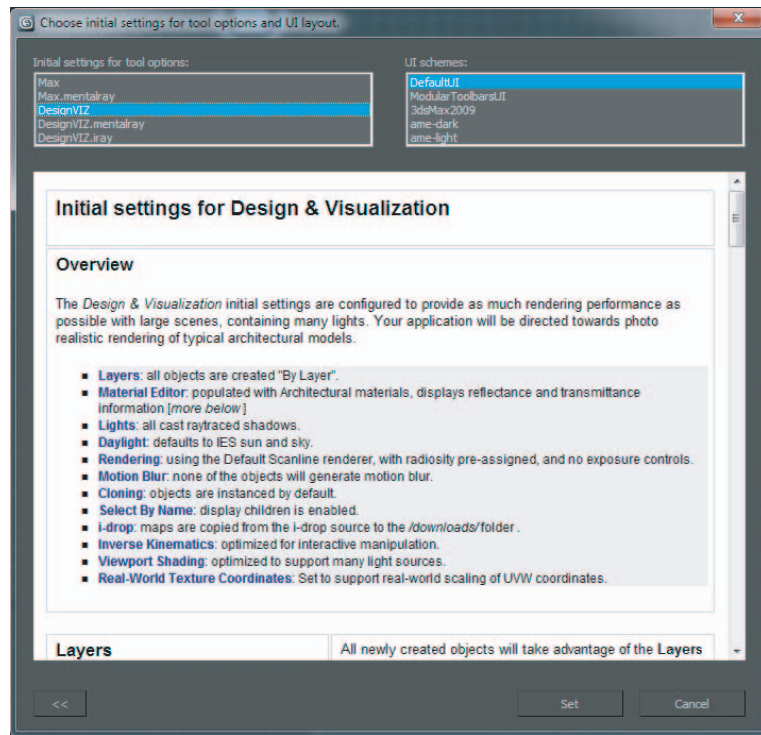 Choose initial settings for tool options and UI layout.
Initial settings for tool options:
UI schemes:
Max
Max.mentalray
DesignVIZ
DesignVIZ.mentalray
DesignVIZ.iray
DefaultUI
ModularToolbarsUI
3dsMax2009
ame-dark
ame-light
Initial settings for Design & Visualization
Overview
The Design & Visualization initial settings are configured to provide as much rendering performance as
possible with large scenes, containing many lights. Your application will be directed towards photo
realistic rendering of typical architectural models.
Layers: all objects are created "By Layer".
Material Editor: populated with Architectural materials, displays reflectance and transmittance
information [more below]
Lights: all cast raytraced shadows.
Daylight: defaults to IES sun and sky.
Rendering: using the Default Scanline renderer, with radiosity pre-assigned, and no exposure controls.
Motion Blur: none of the objects will generate motion blur.
Cloning: objects are instanced by default.
Select By Name: display children is enabled.
i-drop: maps are copied from the i-drop source to the /downloads/ folder .
Inverse Kinematics: optimized for interactive manipulation.
Viewport Shading: optimized to support many light sources.
Real-World Texture Coordinates: Set to support real-world scaling of UVW coordinates.
Layers
All newly created objects will take advantage of the Layers
<<
Set
Cancel